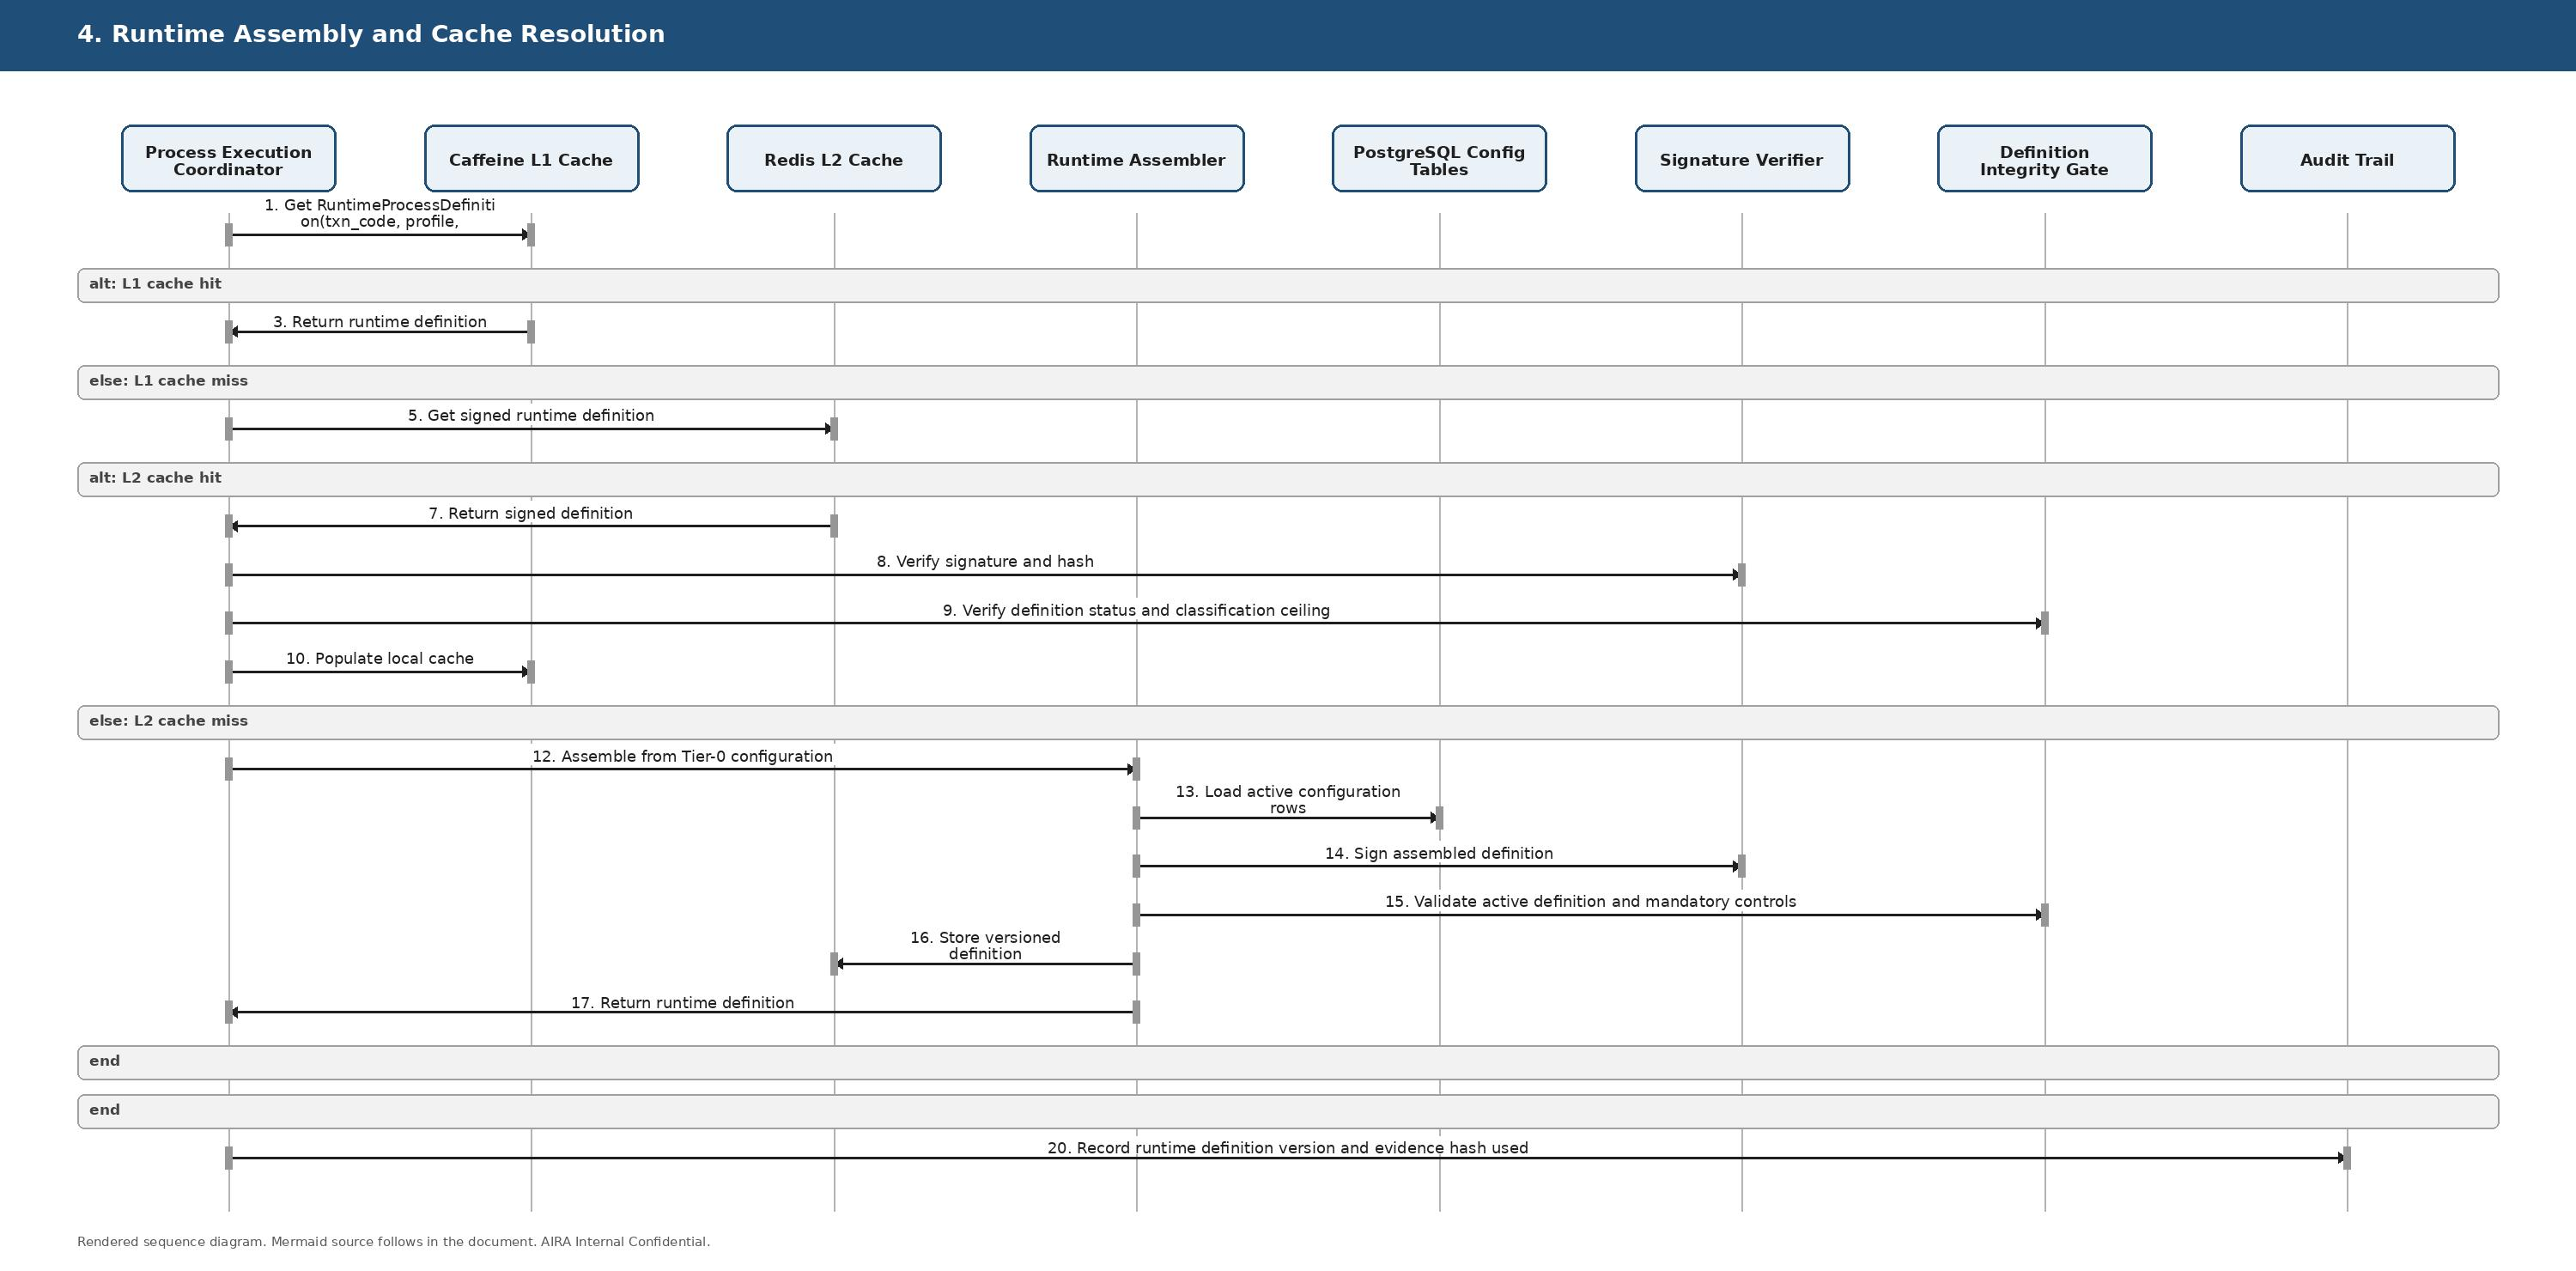 4. Runtime Assembly and Cache Resolution
Process Execution
Coordinator
Caffeine L1 Cache
Redis L2 Cache
Runtime Assembler
PostgreSQL Config
Tables
Signature Verifier
Definition
Integrity Gate
Audit Trail
1. Get RuntimeProcessDefiniti
on(txn_code, profile,
alt: L1 cache hit
3. Return runtime definition
else: L1 cache miss
5. Get signed runtime definition
alt: L2 cache hit
7. Return signed definition
8. Verify signature and hash
9. Verify definition status and classification ceiling
10. Populate local cache
else: L2 cache miss
12. Assemble from Tier-0 configuration
13. Load active configuration
rows
14. Sign assembled definition
15. Validate active definition and mandatory controls
16. Store versioned
definition
17. Return runtime definition
end
end
20. Record runtime definition version and evidence hash used
Rendered sequence diagram. Mermaid source follows in the document. AIRA Internal Confidential.